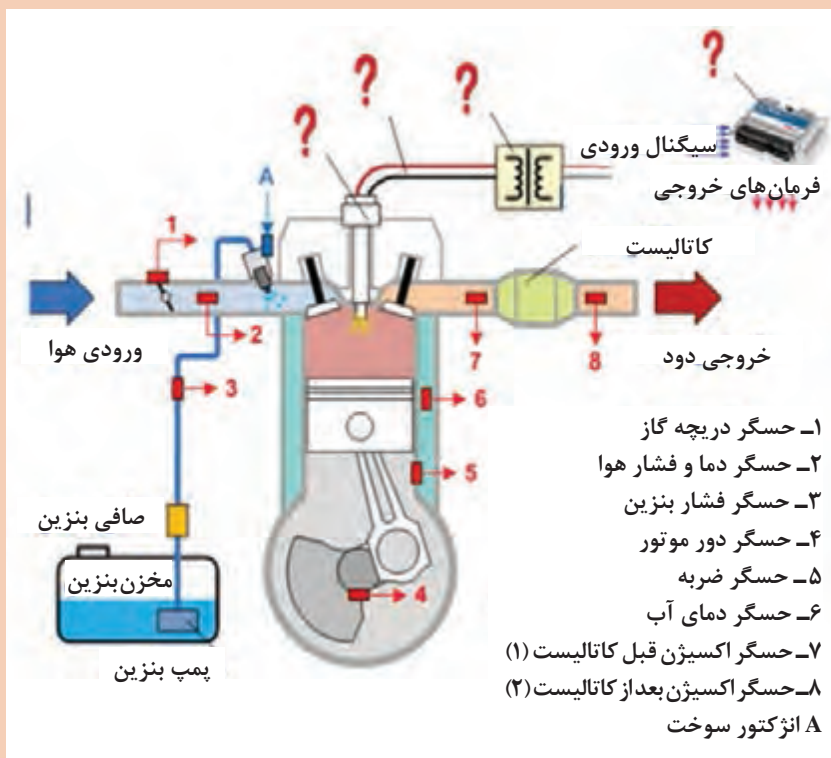 ?
?
?
?
سیگنال ورودی
فرمان‌های خروجی
A
1
کاتالیست
ورودی هوا
2
7
8
خروجی دود
3
6
5
4
صافی بنزین
مخزن بنزین
پمپ بنزین
۱ـ حسگر دریچه گاز
۲ـ حسگر دما و فشار هوا
۳ـ حسگر فشار بنزین
۴ـ حسگر دور موتور
۵ـ حسگر ضربه
۶ـ حسگر دمای آب
۷ـ حسگر اکسیژن قبل کاتالیست (۱)
۸ـ حسگر اکسیژن بعد از کاتالیست (۲)
A انژکتور سوخت